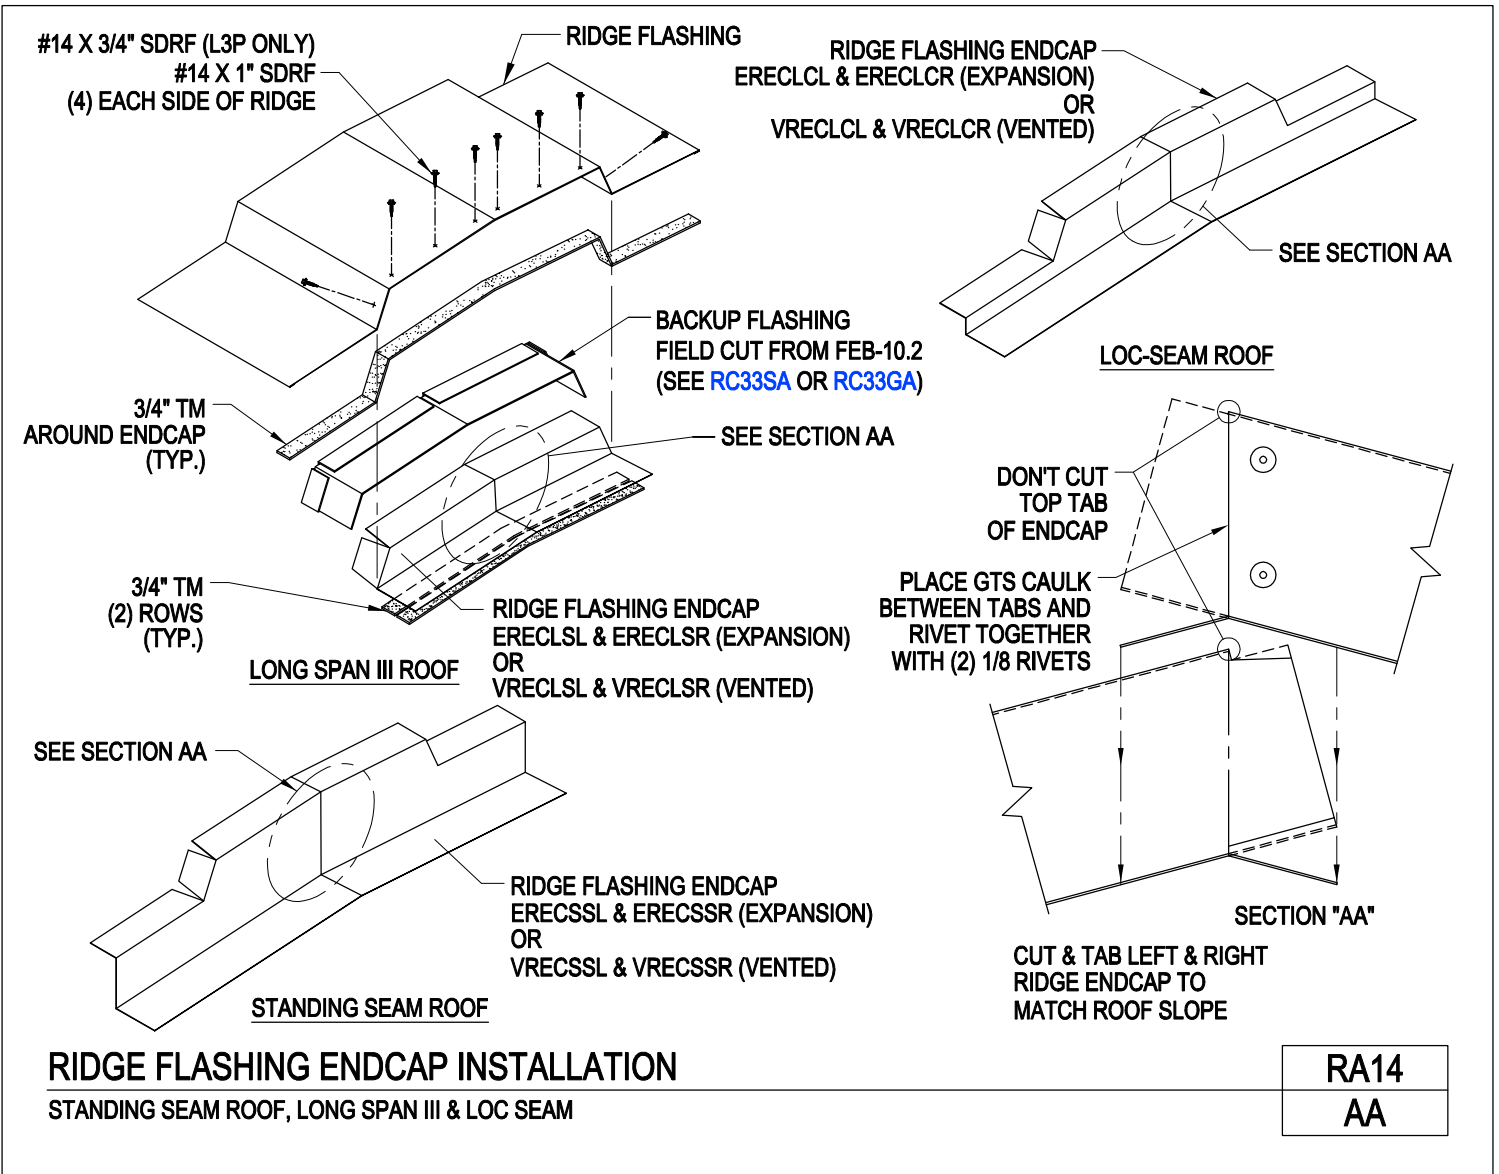 #14 X 3/4" SDRF (L3P ONLY)
#14 X 1" SDRF
(4) EACH SIDE OF RIDGE
RIDGE FLASHING
RIDGE FLASHING ENDCAP
ERECLCL & ERECLCR (EXPANSION)
OR
VRECLCL & VRECLCR (VENTED)
SEE SECTION AA
LOC-SEAM ROOF
BACKUP FLASHING
FIELD CUT FROM FEB-10.2
(SEE RC33SA OR RC33GA)
3/4" TM
AROUND ENDCAP
(TYP.)
SEE SECTION AA
3/4" TM
(2) ROWS
(TYP.)
RIDGE FLASHING ENDCAP
ERECLSL & ERECLSR (EXPANSION)
OR
VRECLSL & VRECLSR (VENTED)
LONG SPAN III ROOF
DON'T CUT
TOP TAB
OF ENDCAP
PLACE GTS CAULK
BETWEEN TABS AND
RIVET TOGETHER
WITH (2) 1/8 RIVETS
SEE SECTION AA
RIDGE FLASHING ENDCAP
ERECSSL & ERECSSR (EXPANSION)
OR
VRECSSL & VRECSSR (VENTED)
STANDING SEAM ROOF
SECTION "AA"
CUT & TAB LEFT & RIGHT
RIDGE ENDCAP TO
MATCH ROOF SLOPE
RIDGE FLASHING ENDCAP INSTALLATION
STANDING SEAM ROOF, LONG SPAN III & LOC SEAM
RA14
AA